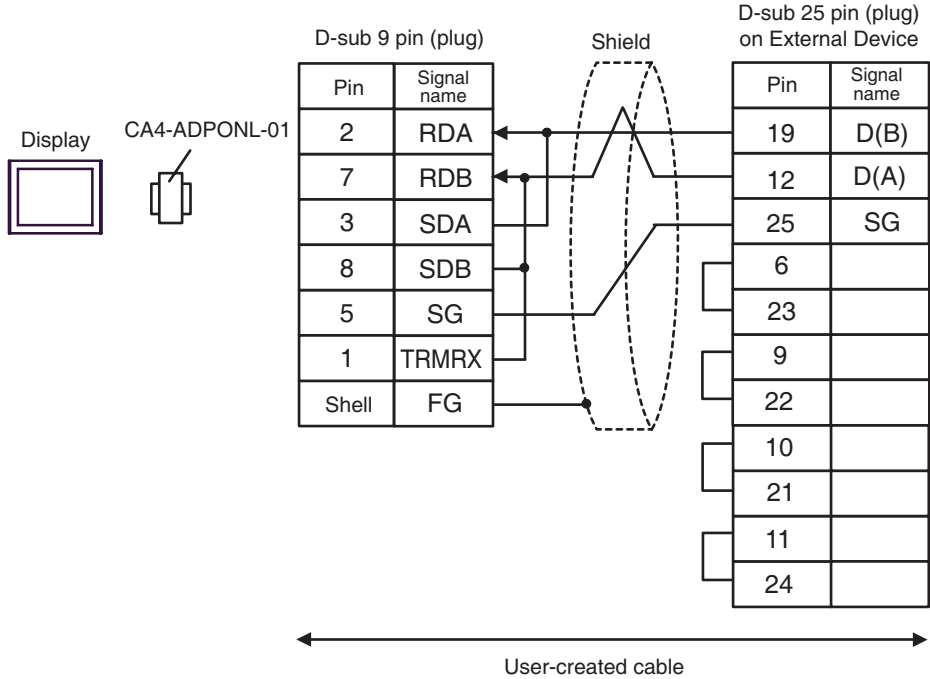 D-sub 9 pin (plug)
Shield
D-sub 25 pin (plug)
on External Device
Display
CA4-ADPONL-01
Pin Signal name
2 RDA
7 RDB
3 SDA
8 SDB
5 SG
1 TRMRX
Shell FG
Pin Signal name
19 D(B)
12 D(A)
25 SG
6
23
9
22
10
21
11
24
User-created cable